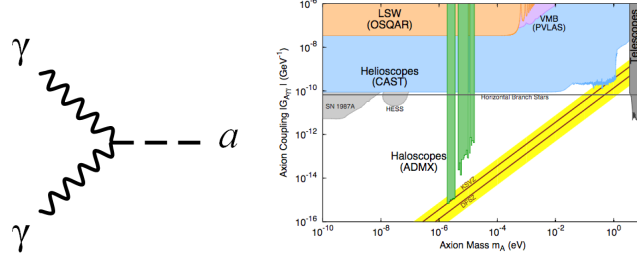 γ
a
γ
Axion Coupling |G_Aγγ| (GeV⁻¹)
10⁻⁶
10⁻⁸
10⁻¹⁰
10⁻¹²
10⁻¹⁴
10⁻¹⁶
LSW
(OSQAR)
VMB
(PVLAS)
Telescopes
Helioscopes
(CAST)
Horizontal Branch Stars
SN 1987A
HESS
Haloscopes
(ADMX)
KSVZ
DFSZ
10⁻¹⁰
10⁻⁸
10⁻⁶
10⁻⁴
10⁻²
1
Axion Mass m_A (eV)